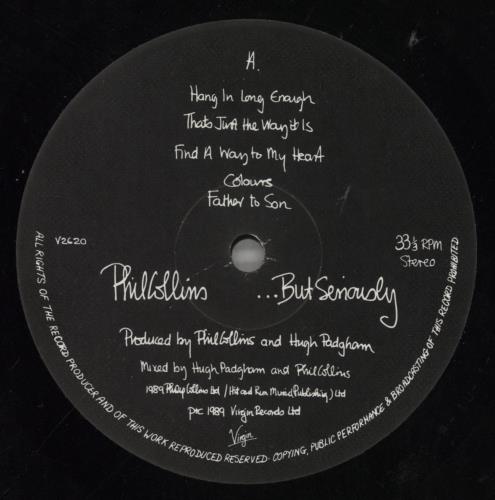 A.
Hang In Long Enough
Thats Just the Way it Is
Find A Way to My Heart
Colours
Father to Son
V2620
33⅓ RPM
Stereo
Phil Collins ...But Seriously
Produced by Phil Collins and Hugh Padgham
Mixed by Hugh Padgham and Phil Collins
1989 Philip Collins Ltd / Hit and Run Music (Publishing) Ltd
1989 Virgin Records Ltd
Virgin
ALL RIGHTS OF THE RECORD PRODUCER AND OF THIS WORK REPRODUCED RESERVED · COPYING, PUBLIC PERFORMANCE & BROADCASTING OF THIS RECORD PROHIBITED